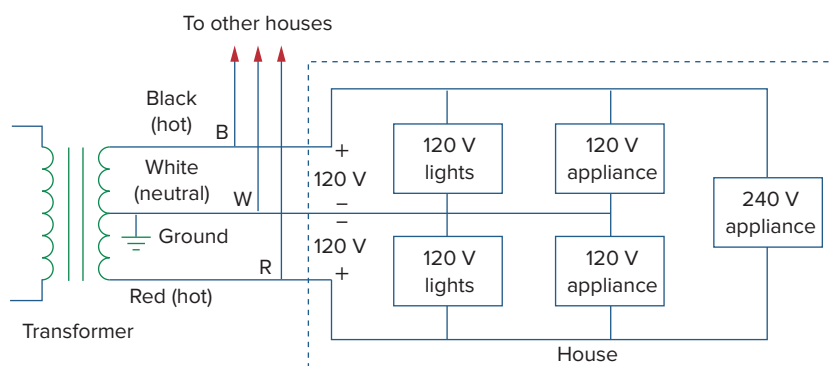 To other houses
Black
(hot)
B
White
(neutral)
W
Ground
R
Red (hot)
Transformer
+
120 V
–
–
120 V
+
120 V
lights
120 V
appliance
240 V
appliance
120 V
lights
120 V
appliance
House